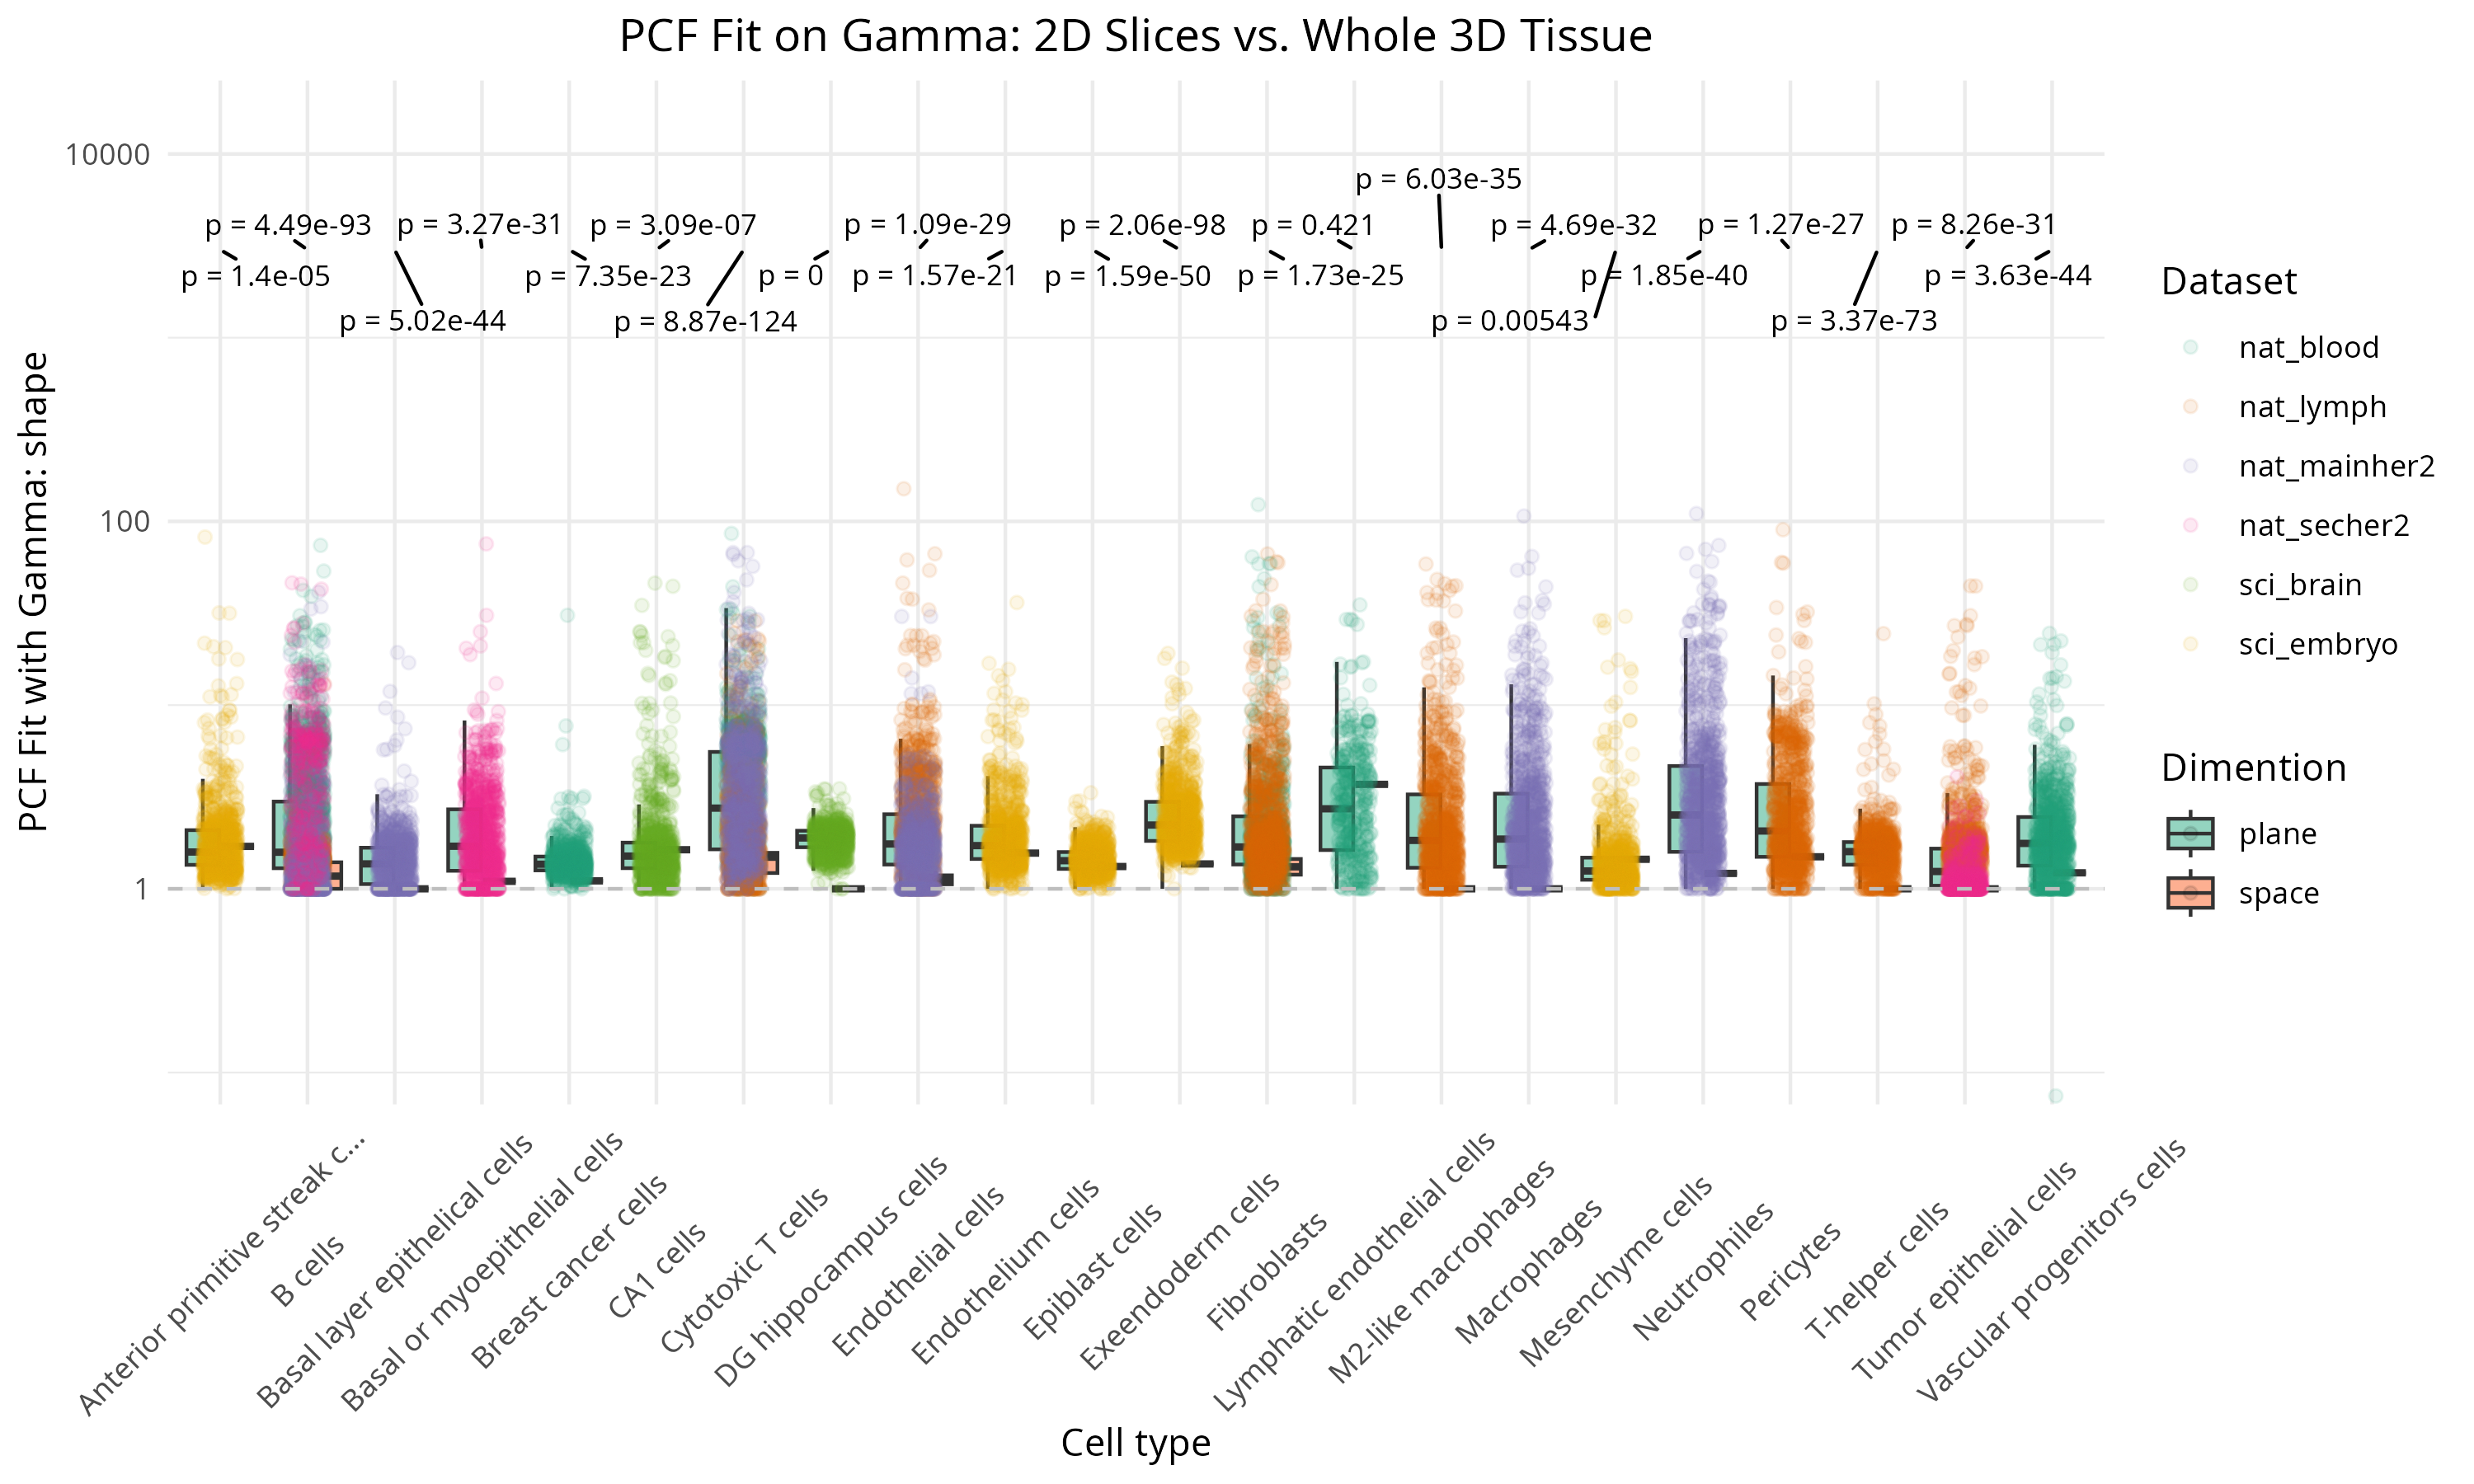 PCF Fit on Gamma: 2D Slices vs. Whole 3D Tissue
PCF Fit with Gamma: shape
10000
100
1
p = 6.03e-35
p = 4.49e-93
p = 3.27e-31
p = 3.09e-07
p = 1.09e-29
p = 2.06e-98
p = 0.421
p = 4.69e-32
p = 1.27e-27
p = 8.26e-31
p = 1.4e-05
p = 7.35e-23
p = 0
p = 1.57e-21
p = 1.59e-50
p = 1.73e-25
p = 1.85e-40
p = 3.63e-44
p = 5.02e-44
p = 8.87e-124
p = 0.00543
p = 3.37e-73
Anterior primitive streak c...
B cells
Basal layer epithelical cells
Basal or myoepithelial cells
Breast cancer cells
CA1 cells
Cytotoxic T cells
DG hippocampus cells
Endothelial cells
Endothelium cells
Epiblast cells
Exeendoderm cells
Fibroblasts
Lymphatic endothelial cells
M2-like macrophages
Macrophages
Mesenchyme cells
Neutrophiles
Pericytes
T-helper cells
Tumor epithelial cells
Vascular progenitors cells
Cell type
Dataset
nat_blood
nat_lymph
nat_mainher2
nat_secher2
sci_brain
sci_embryo
Dimention
plane
space